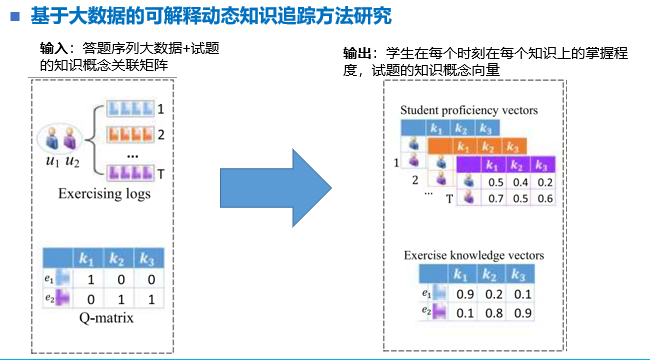 基于大数据的可解释动态知识追踪方法研究
输入：答题序列大数据+试题
的知识概念关联矩阵
1
2
...
T
u1 u2
Exercising logs
k1 k2 k3
e1 1 0 0
e2 0 1 1
Q-matrix
输出：学生在每个时刻在每个知识上的掌握程
度，试题的知识概念向量
Student proficiency vectors
k1 k2 k3
k1 k2 k3
k1 k2 k3
1
2
...
T
0.5 0.4 0.2
0.7 0.5 0.6
Exercise knowledge vectors
k1 k2 k3
e1 0.9 0.2 0.1
e2 0.1 0.8 0.9